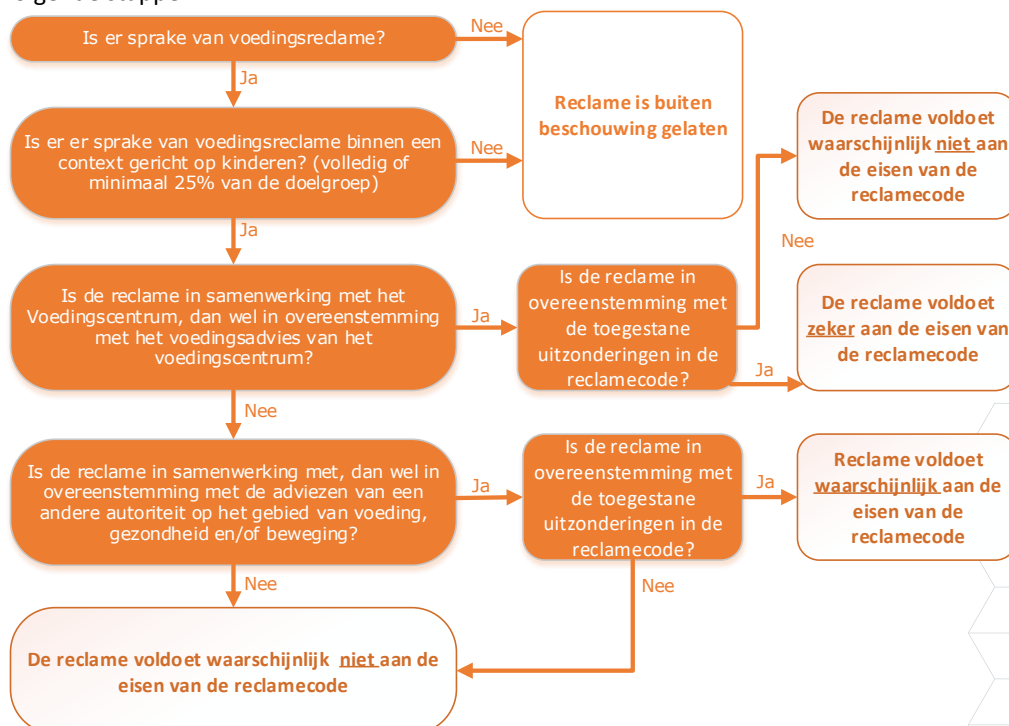 Is er sprake van voedingsreclame?
Nee
Ja
Reclame is buiten
beschouwing gelaten
Is er er sprake van voedingsreclame binnen een
context gericht op kinderen? (volledig of
minimaal 25% van de doelgroep)
Nee
Ja
De reclame voldoet
waarschijnlijk niet aan
de eisen van de
reclamecode
Nee
Is de reclame in samenwerking met het
Voedingscentrum, dan wel in overeenstemming
met het voedingsadvies van het
voedingscentrum?
Ja
Is de reclame in
overeenstemming met
de toegestane
uitzonderingen in de
reclamecode?
De reclame voldoet
zeker aan de eisen van
de reclamecode
Ja
Nee
Is de reclame in samenwerking met, dan wel in
overeenstemming met de adviezen van een
andere autoriteit op het gebied van voeding,
gezondheid en/of beweging?
Ja
Is de reclame in
overeenstemming met
de toegestane
uitzonderingen in de
reclamecode?
Ja
Reclame voldoet
waarschijnlijk aan de
eisen van de
reclamecode
Nee
Nee
De reclame voldoet waarschijnlijk niet aan de
eisen van de reclamecode